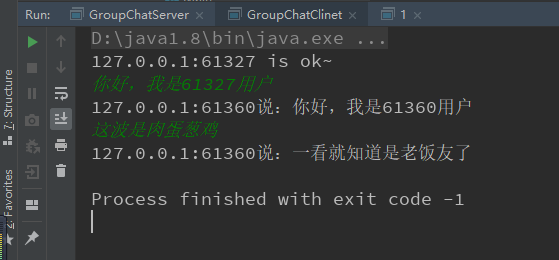 Run: GroupChatServer × GroupChatClinet × 1 ×
D:\java1.8\bin\java.exe ...
127.0.0.1:61327 is ok~
你好，我是61327用户
127.0.0.1:61360说：你好，我是61360用户
这波是肉蛋葱鸡
127.0.0.1:61360说：一看就知道是老饭友了
Process finished with exit code -1
7: Structure
2: Favorites